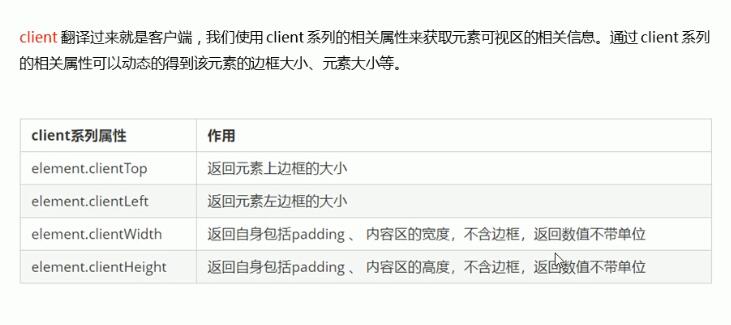 client 翻译过来就是客户端，我们使用 client 系列的相关属性来获取元素可视区的相关信息。通过 client 系列
的相关属性可以动态的得到该元素的边框大小、元素大小等。
client系列属性 作用
element.clientTop 返回元素上边框的大小
element.clientLeft 返回元素左边框的大小
element.clientWidth 返回自身包括padding 、 内容区的宽度，不含边框，返回数值不带单位
element.clientHeight 返回自身包括padding 、 内容区的高度，不含边框，返回数值不带单位